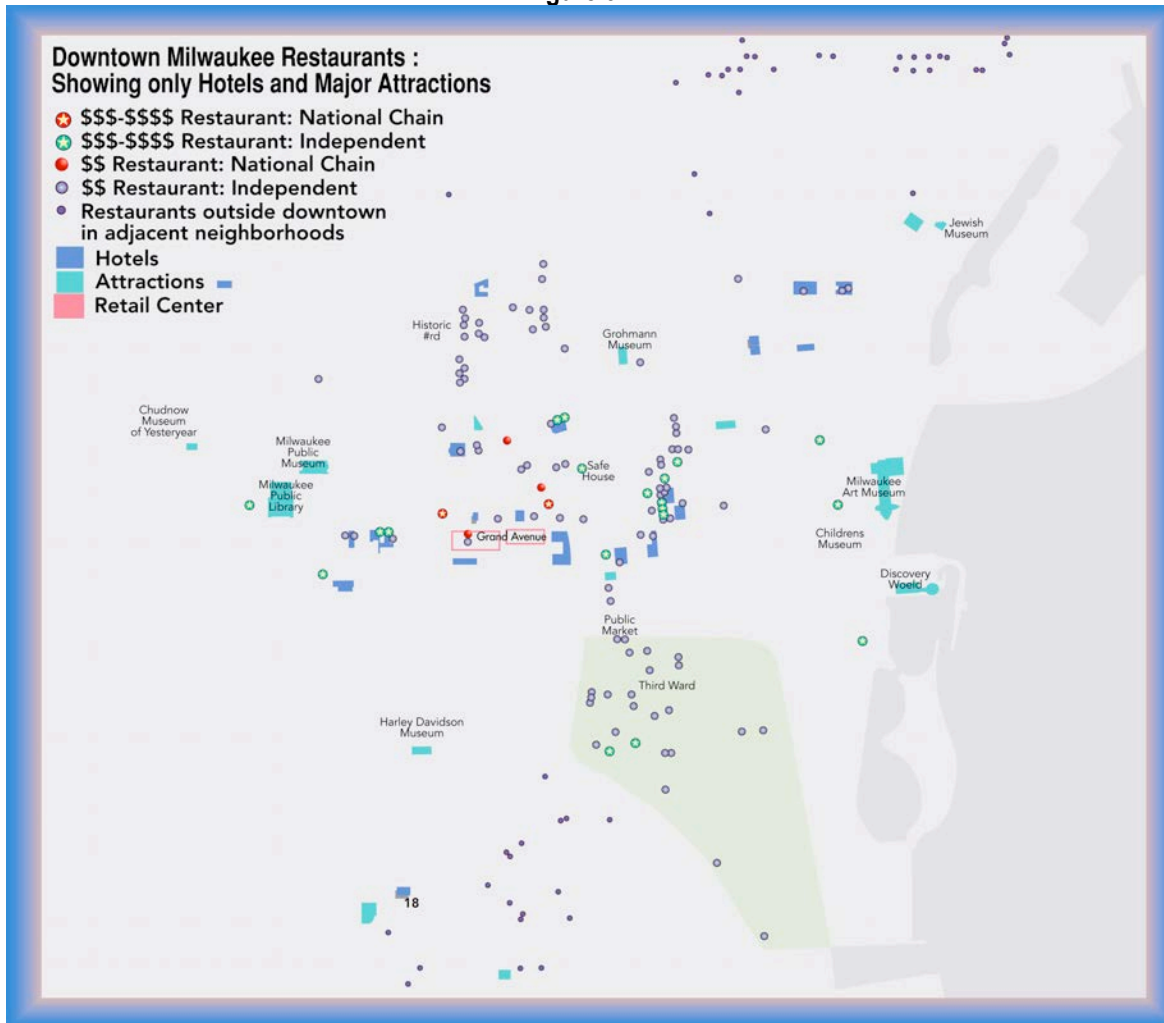 Downtown Milwaukee Restaurants :
Showing only Hotels and Major Attractions
$$$-$$$$ Restaurant: National Chain
$$$-$$$$ Restaurant: Independent
$$ Restaurant: National Chain
$$ Restaurant: Independent
Restaurants outside downtown
in adjacent neighborhoods
Hotels
Attractions
Retail Center
Jewish
Museum
Historic
#rd
Grohmann
Museum
Chudnow
Museum
of Yesteryear
Milwaukee
Public
Museum
Milwaukee
Public
Library
Safe
House
Milwaukee
Art Museum
Grand Avenue
Childrens
Museum
Discovery
Woeld
Public
Market
Third Ward
Harley Davidson
Museum
18